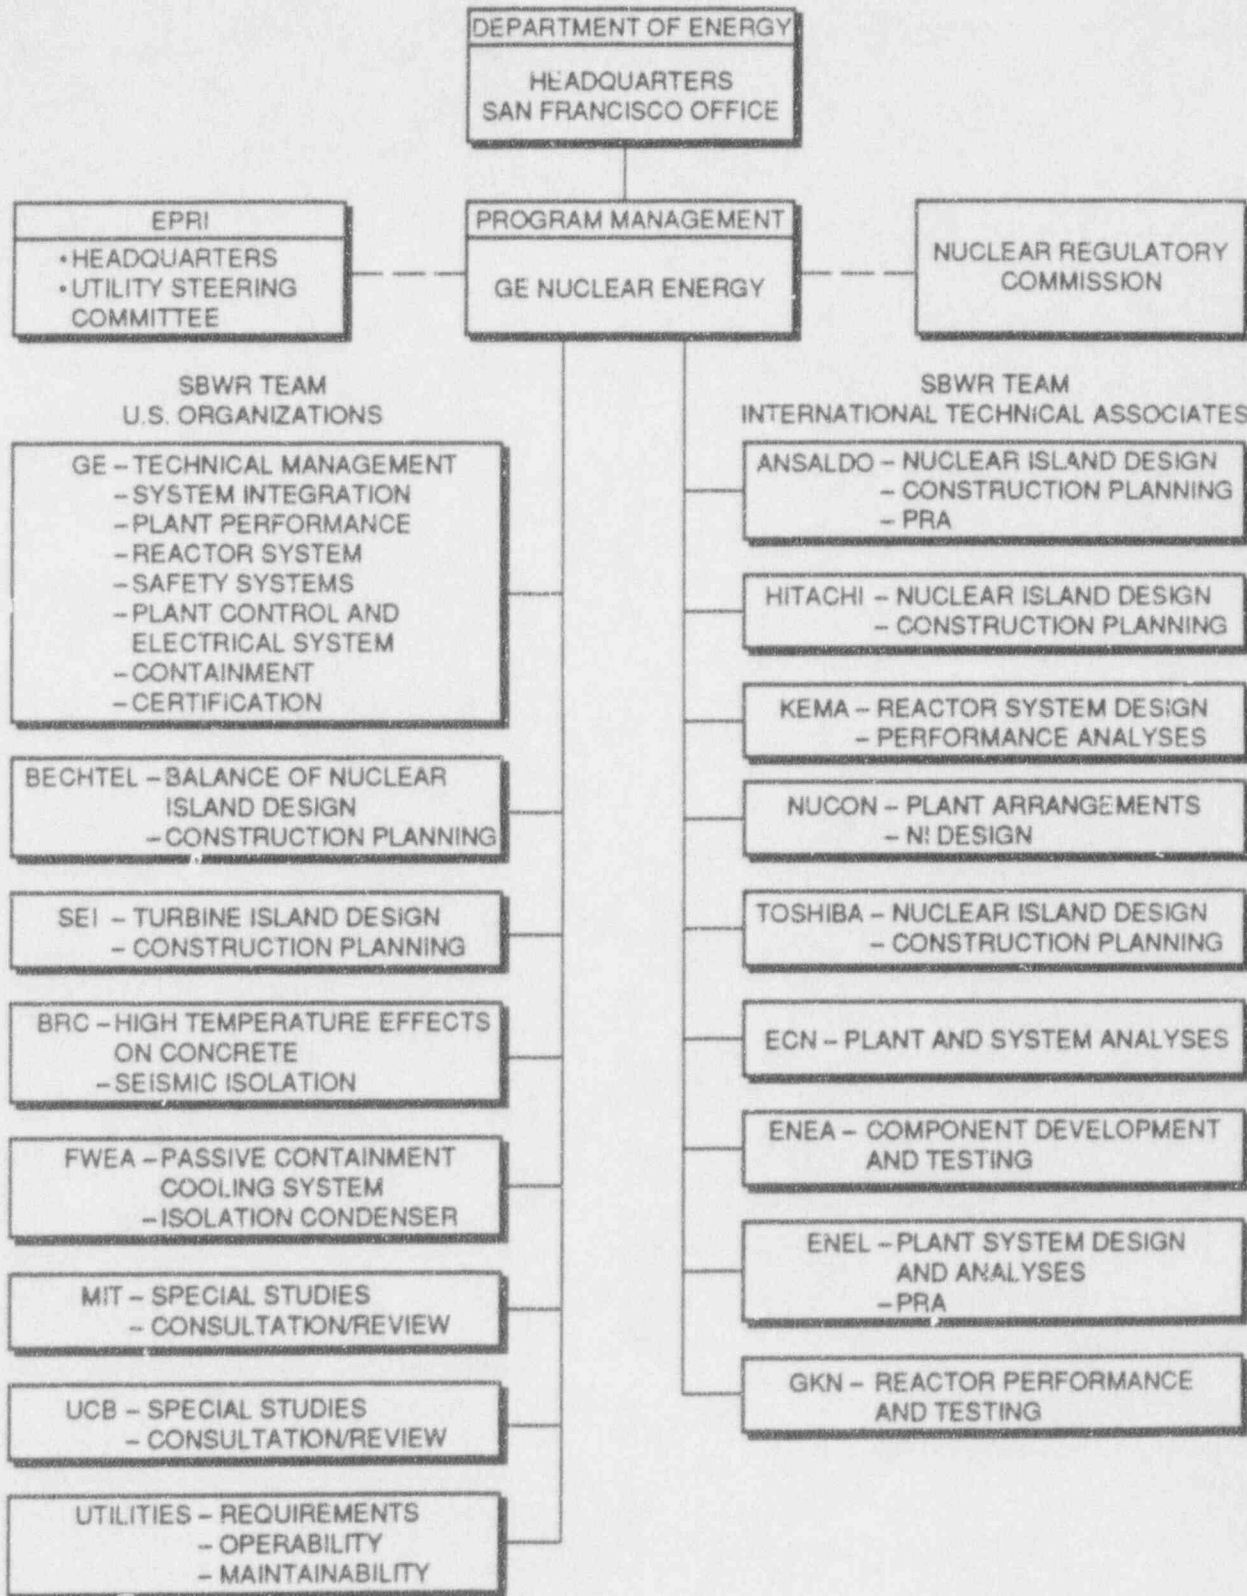 DEPARTMENT OF ENERGY
HEADQUARTERS
SAN FRANCISCO OFFICE
EPRI
• HEADQUARTERS
• UTILITY STEERING
COMMITTEE
PROGRAM MANAGEMENT
GE NUCLEAR ENERGY
NUCLEAR REGULATORY
COMMISSION
SBWR TEAM
U.S. ORGANIZATIONS
GE – TECHNICAL MANAGEMENT
– SYSTEM INTEGRATION
– PLANT PERFORMANCE
– REACTOR SYSTEM
– SAFETY SYSTEMS
– PLANT CONTROL AND
ELECTRICAL SYSTEM
– CONTAINMENT
– CERTIFICATION
BECHTEL – BALANCE OF NUCLEAR
ISLAND DESIGN
– CONSTRUCTION PLANNING
SEI – TURBINE ISLAND DESIGN
– CONSTRUCTION PLANNING
BRC – HIGH TEMPERATURE EFFECTS
ON CONCRETE
– SEISMIC ISOLATION
FWEA – PASSIVE CONTAINMENT
COOLING SYSTEM
– ISOLATION CONDENSER
MIT – SPECIAL STUDIES
– CONSULTATION/REVIEW
UCB – SPECIAL STUDIES
– CONSULTATION/REVIEW
UTILITIES – REQUIREMENTS
– OPERABILITY
– MAINTAINABILITY
SBWR TEAM
INTERNATIONAL TECHNICAL ASSOCIATES
ANSALDO – NUCLEAR ISLAND DESIGN
– CONSTRUCTION PLANNING
– PRA
HITACHI – NUCLEAR ISLAND DESIGN
– CONSTRUCTION PLANNING
KEMA – REACTOR SYSTEM DESIGN
– PERFORMANCE ANALYSES
NUCON – PLANT ARRANGEMENTS
– NI DESIGN
TOSHIBA – NUCLEAR ISLAND DESIGN
– CONSTRUCTION PLANNING
ECN – PLANT AND SYSTEM ANALYSES
ENEA – COMPONENT DEVELOPMENT
AND TESTING
ENEL – PLANT SYSTEM DESIGN
AND ANALYSES
– PRA
GKN – REACTOR PERFORMANCE
AND TESTING